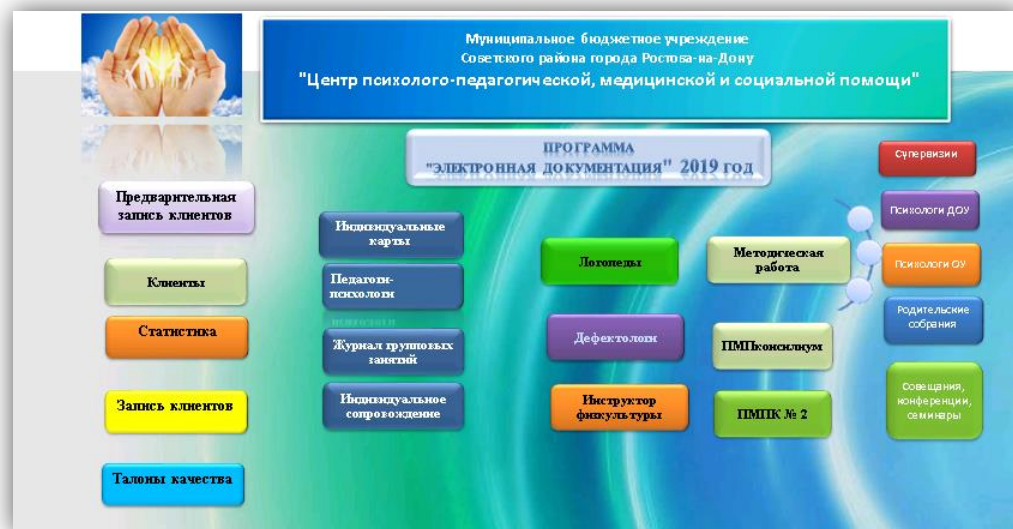 Муниципальное бюджетное учреждение
Советского района города Ростова-на-Дону
"Центр психолого-педагогической, медицинской и социальной помощи"
ПРОГРАММА
"ЭЛЕКТРОННАЯ ДОКУМЕНТАЦИЯ" 2019 ГОД
Предварительная
запись клиентов
Клиенты
Статистика
Запись клиентов
Талоны качества
Индивидуальные
карты
Педагоги-
психологи
Журнал групповых
занятий
Индивидуальное
сопровождение
Логопеды
Дефектологи
Инструктор
физкультуры
Методическая
работа
ПМПконсилиум
ПМПК № 2
Супервизии
Психологи ДОУ
Психологи ОУ
Родительские
собрания
Совещания,
конференции,
семинары